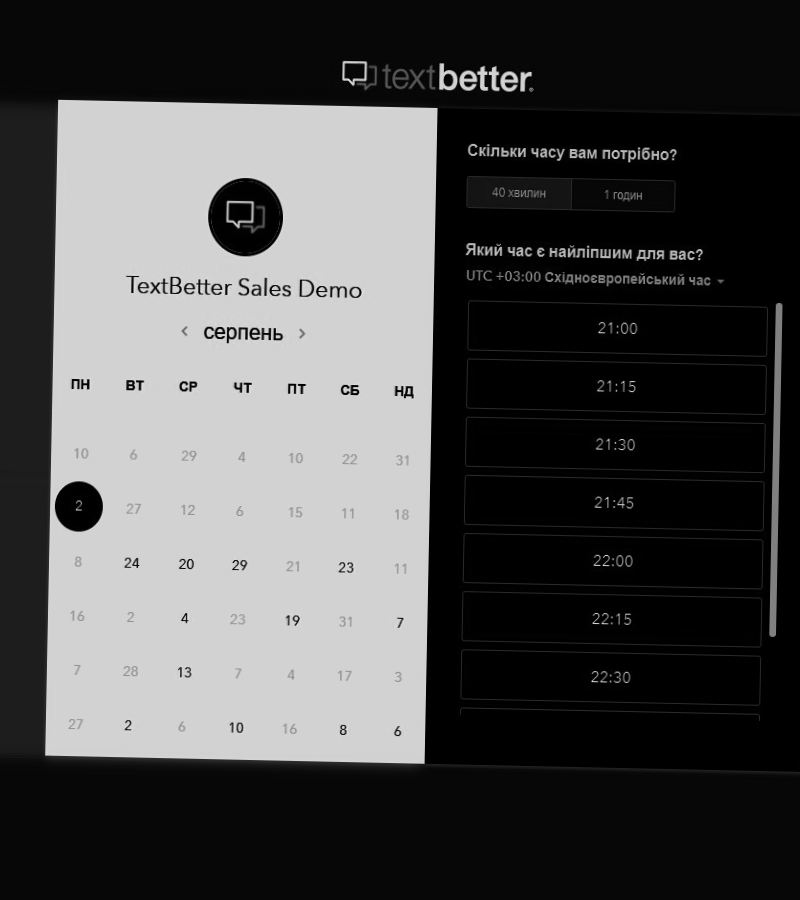 textbetter
TextBetter Sales Demo
серпень
ПН ВТ СР ЧТ ПТ СБ НД
10 6 29 4 10 22 31
2 27 12 6 15 11 18
8 24 20 29 21 23 11
16 2 4 23 19 31 7
7 28 13 7 4 17 3
27 2 6 10 16 8 6
Скільки часу вам потрібно?
40 хвилин 1 годин
Який час є найліпшим для вас?
UTC +03:00 Східноєвропейський час
21:00
21:15
21:30
21:45
22:00
22:15
22:30